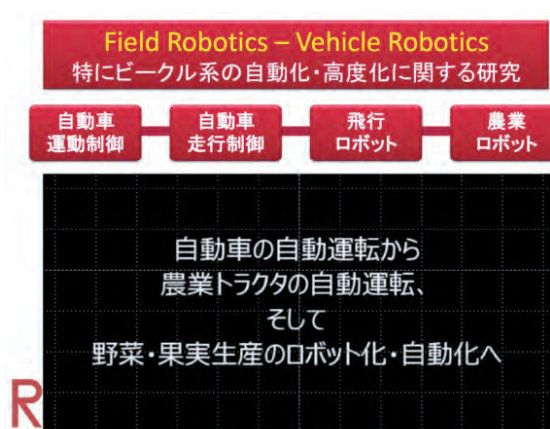 Field Robotics – Vehicle Robotics
特にビークル系の自動化・高度化に関する研究
自動車
運動制御
自動車
走行制御
飛行
ロボット
農業
ロボット
自動車の自動運転から
農業トラクタの自動運転、
そして
野菜・果実生産のロボット化・自動化へ
R